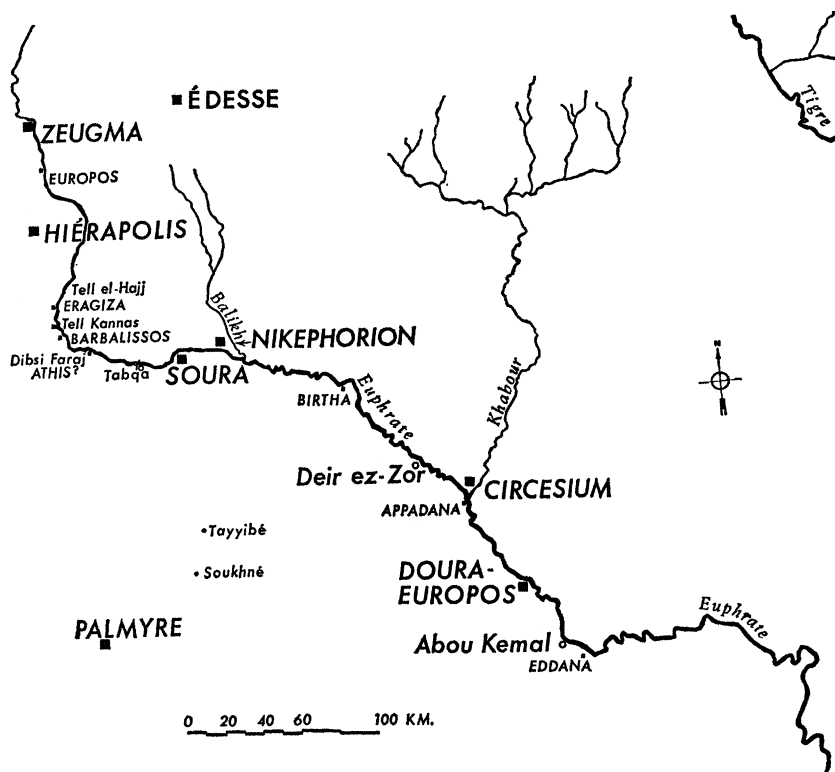 ÉDESSE
Tigre
ZEUGMA
EUROPOS
HIÉRAPOLIS
Tell el-Hajj
ERAGIZA
Tell Kannas
BARBALISSOS
Dibsi Faraj
ATHIS?
Tabqa
SOURA
Balikh
NIKEPHORION
BIRTHA
Euphrate
Khabour
N
Deir ez-Zor
CIRCESIUM
APPADANA
Tayyibé
Soukhné
DOURA-
EUROPOS
PALMYRE
Abou Kemal
EDDANA
Euphrate
0 20 40 60 100 KM.